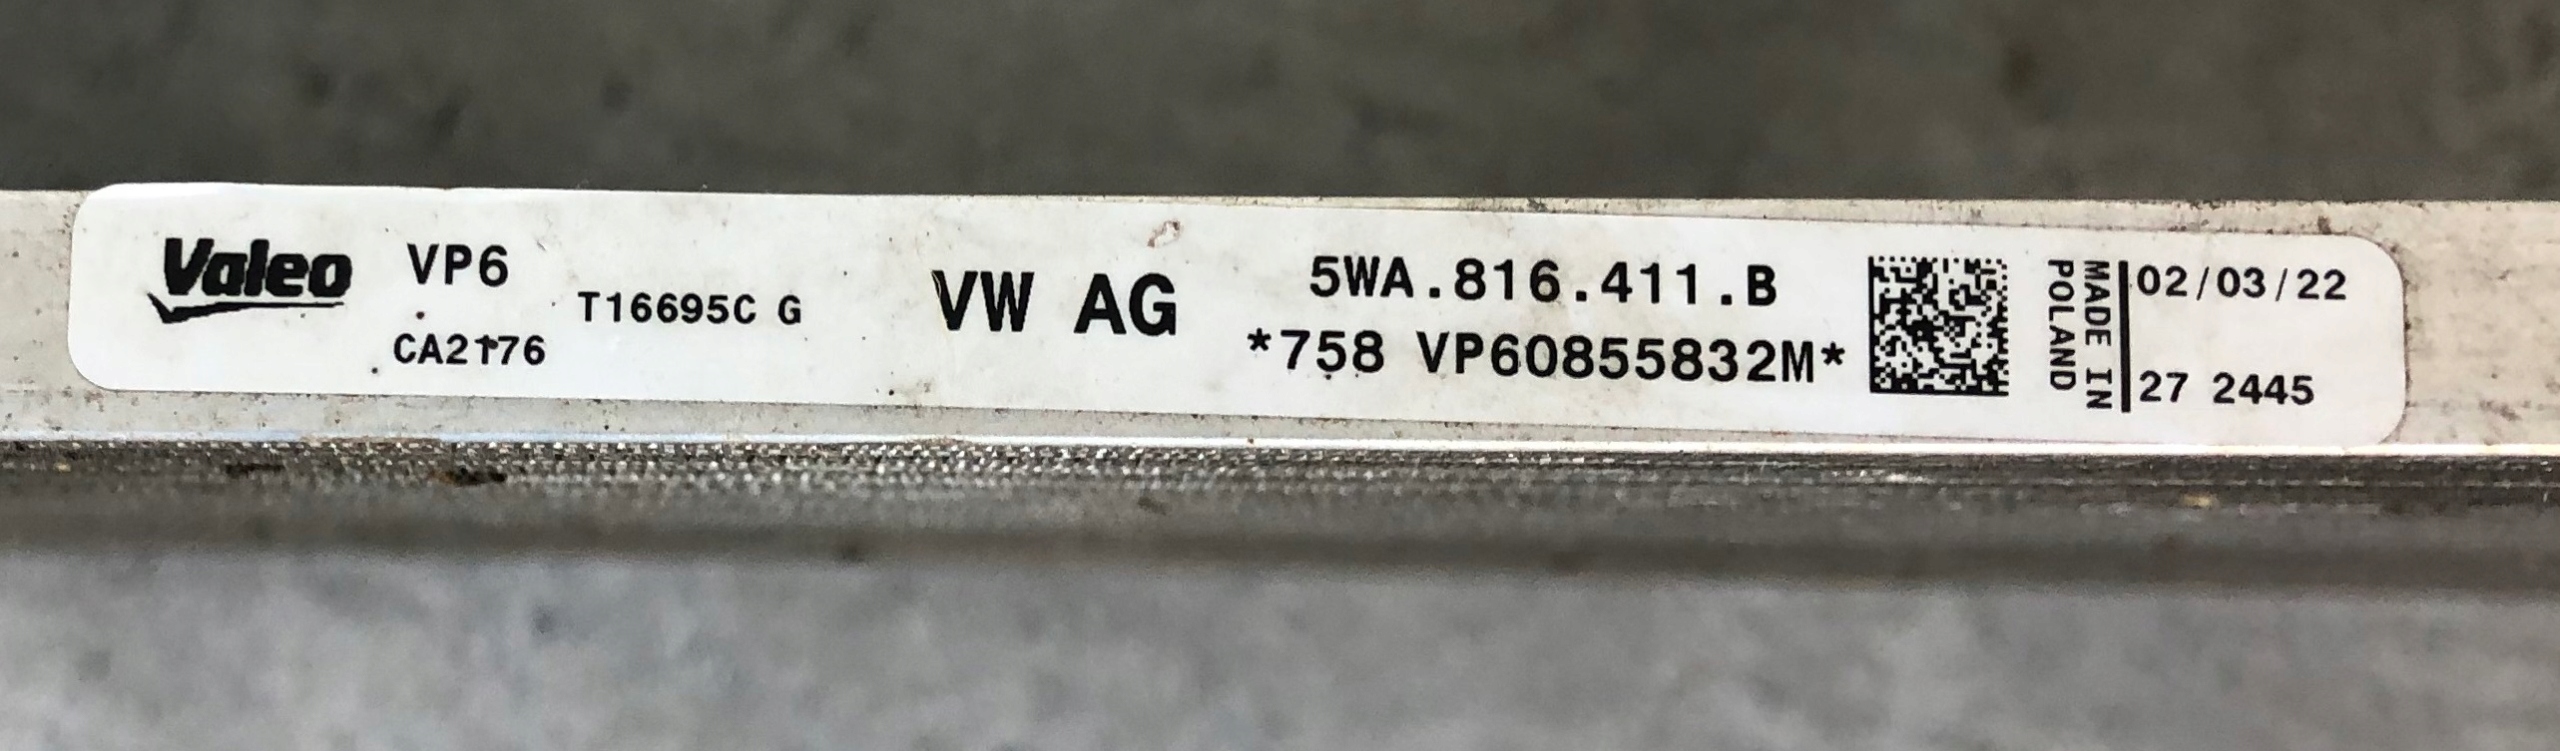 Valeo VP6
CA2176
T16695C G
VW AG
5WA.816.411.B
*758 VP60855832M*
MADE IN
POLAND
02/03/22
27 2445